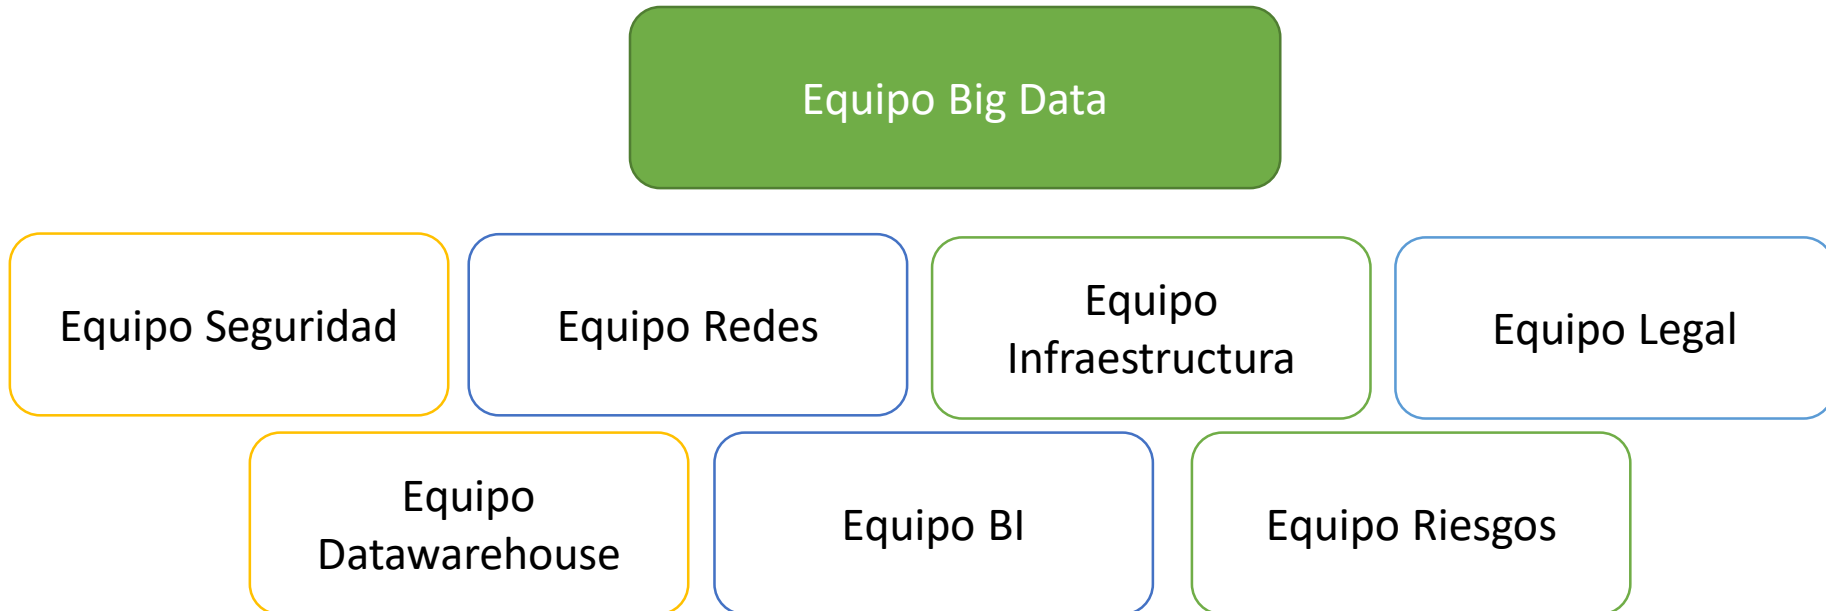 Equipo Big Data
Equipo Seguridad
Equipo Redes
Equipo
Infraestructura
Equipo Legal
Equipo
Datawarehouse
Equipo BI
Equipo Riesgos